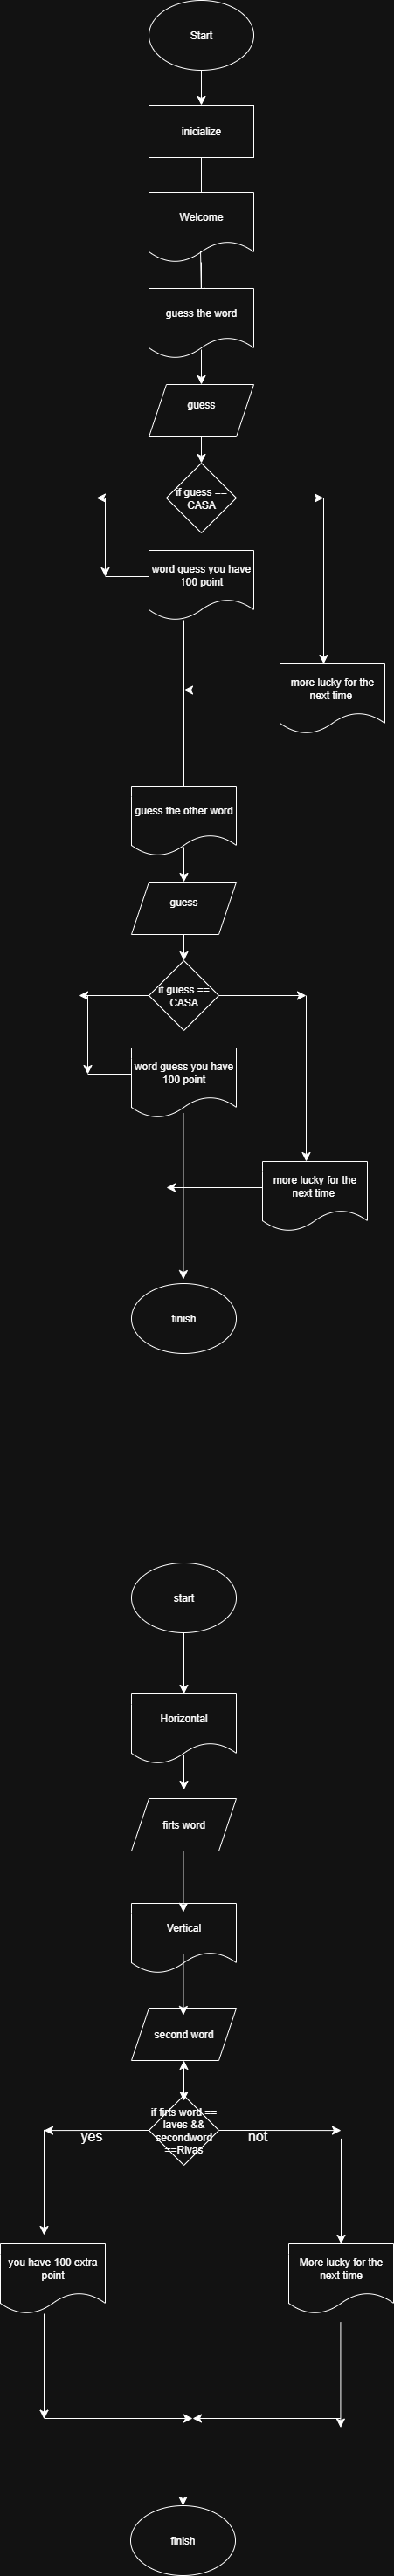 Start
inicialize
Welcome
guess the word
guess
if guess ==
CASA
word guess you have
100 point
more lucky for the
next time
guess the other word
guess
if guess ==
CASA
word guess you have
100 point
more lucky for the
next time
finish
start
Horizontal
firts word
Vertical
second word
if firts word ==
laves &&
secondword
==Rivas
yes
not
you have 100 extra
point
More lucky for the
next time
finish